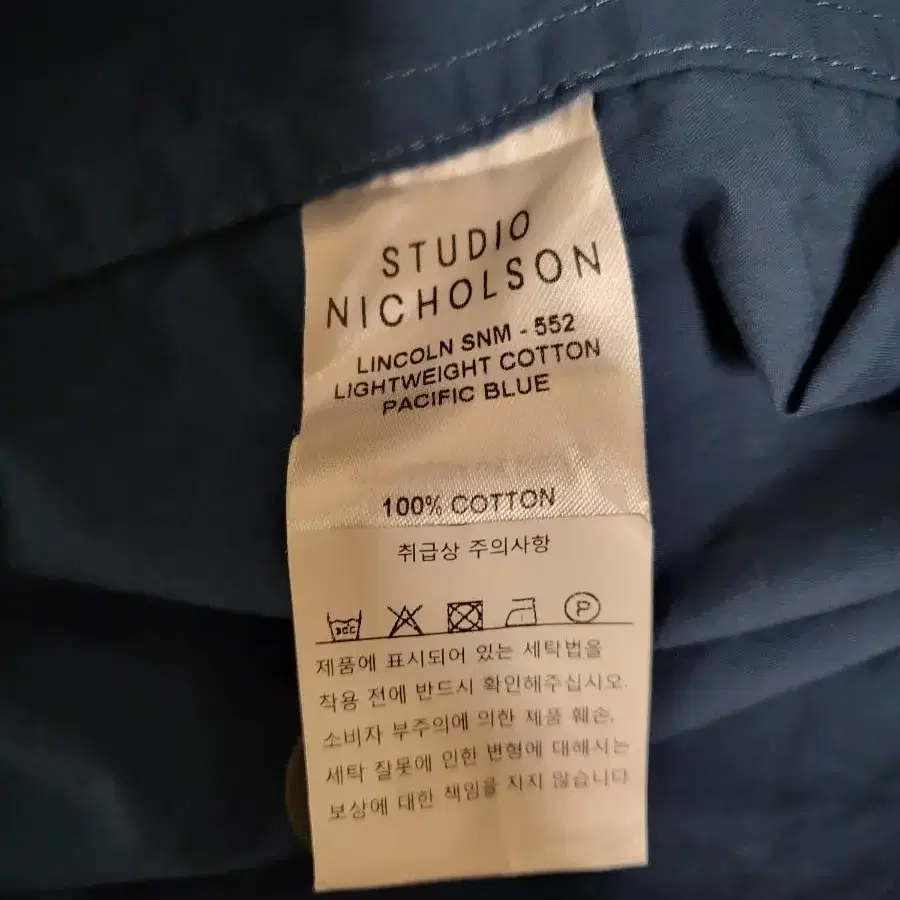 STUDIO
NICHOLSON
LINCOLN SNM - 552
LIGHTWEIGHT COTTON
PACIFIC BLUE
100% COTTON
취급상 주의사항
30C P
제품에 표시되어 있는 세탁법을
착용 전에 반드시 확인해주십시오.
소비자 부주의에 의한 제품 훼손,
세탁 잘못에 인한 변형에 대해서는
보상에 대한 책임을 지지 않습니다.